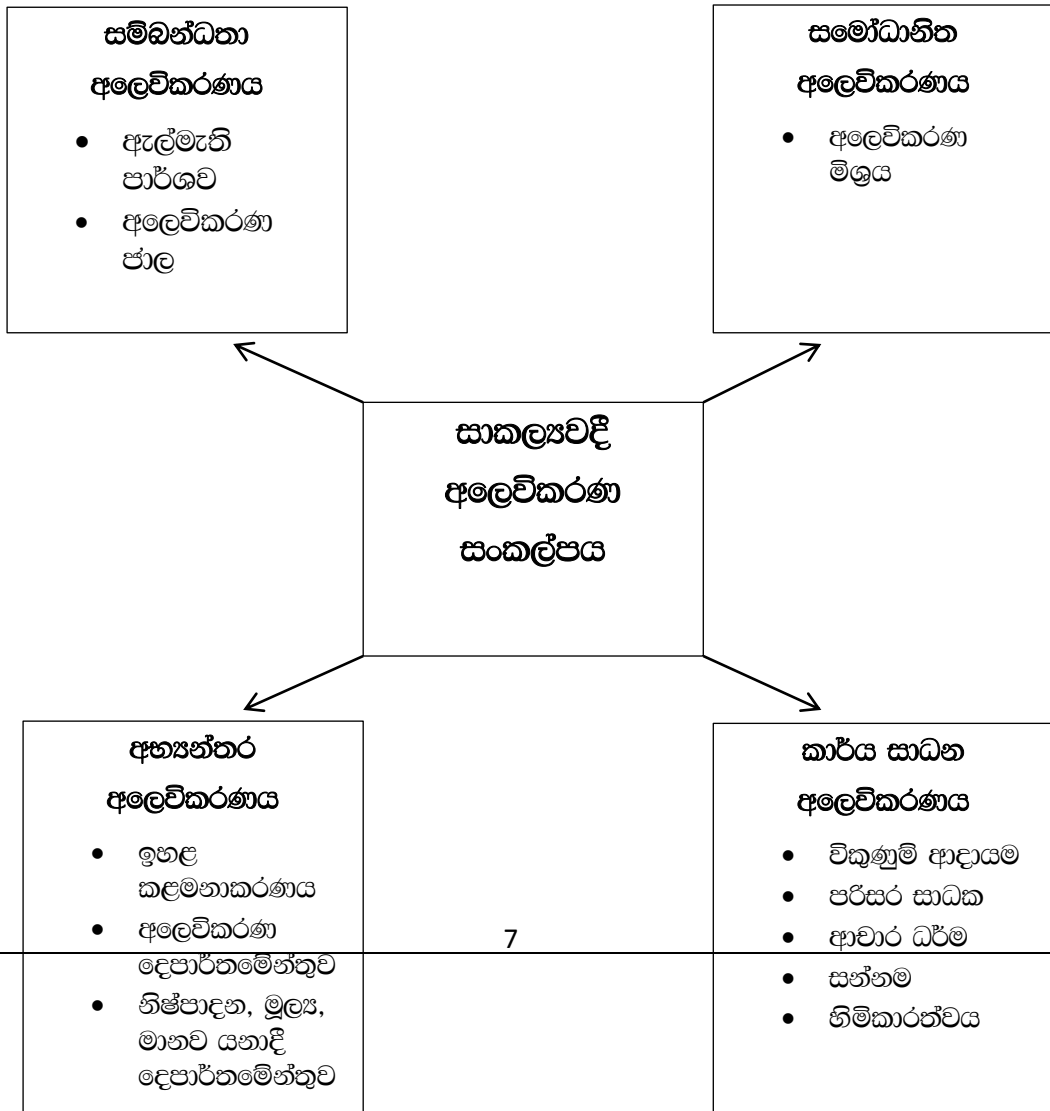 සම්බන්ධතා
අලෙවිකරණය
• ඇල්මැති
පාර්ශව
• අලෙවිකරණ
ජාල
සමෝධානිත
අලෙවිකරණය
• අලෙවිකරණ
මිශ්‍රය
සාකල්‍යවදී
අලෙවිකරණ
සංකල්පය
අභ්‍යන්තර
අලෙවිකරණය
• ඉහළ
කළමනාකරණය
• අලෙවිකරණ
දෙපාර්තමේන්තුව
• නිෂ්පාදන, මූල්‍ය,
මානව යනාදී
දෙපාර්තමේන්තුව
කාර්ය සාධන
අලෙවිකරණය
• විකුණුම් ආදායම
• පරිසර සාධක
• ආචාර ධර්ම
• සන්නම
• හිමිකාරත්වය
7